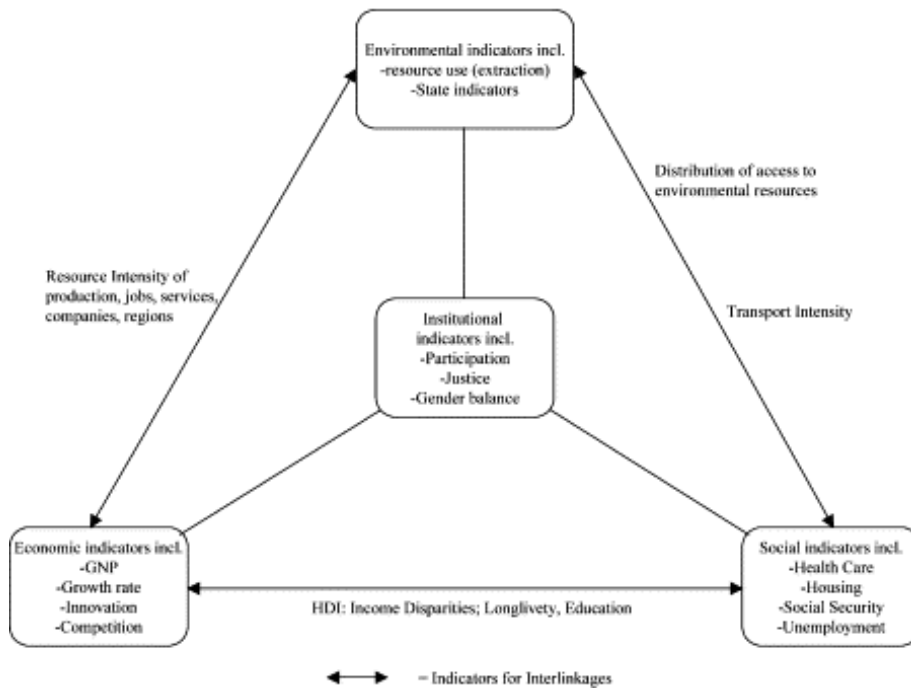 Environmental indicators incl.
-resource use (extraction)
-State indicators
Distribution of access to
environmental resources
Resource Intensity of
production, jobs, services,
companies, regions
Transport Intensity
Institutional
indicators incl.
-Participation
-Justice
-Gender balance
Economic indicators incl.
-GNP
-Growth rate
-Innovation
-Competition
Social indicators incl.
-Health Care
-Housing
-Social Security
-Unemployment
HDI: Income Disparities; Longlivety, Education
= Indicators for Interlinkages